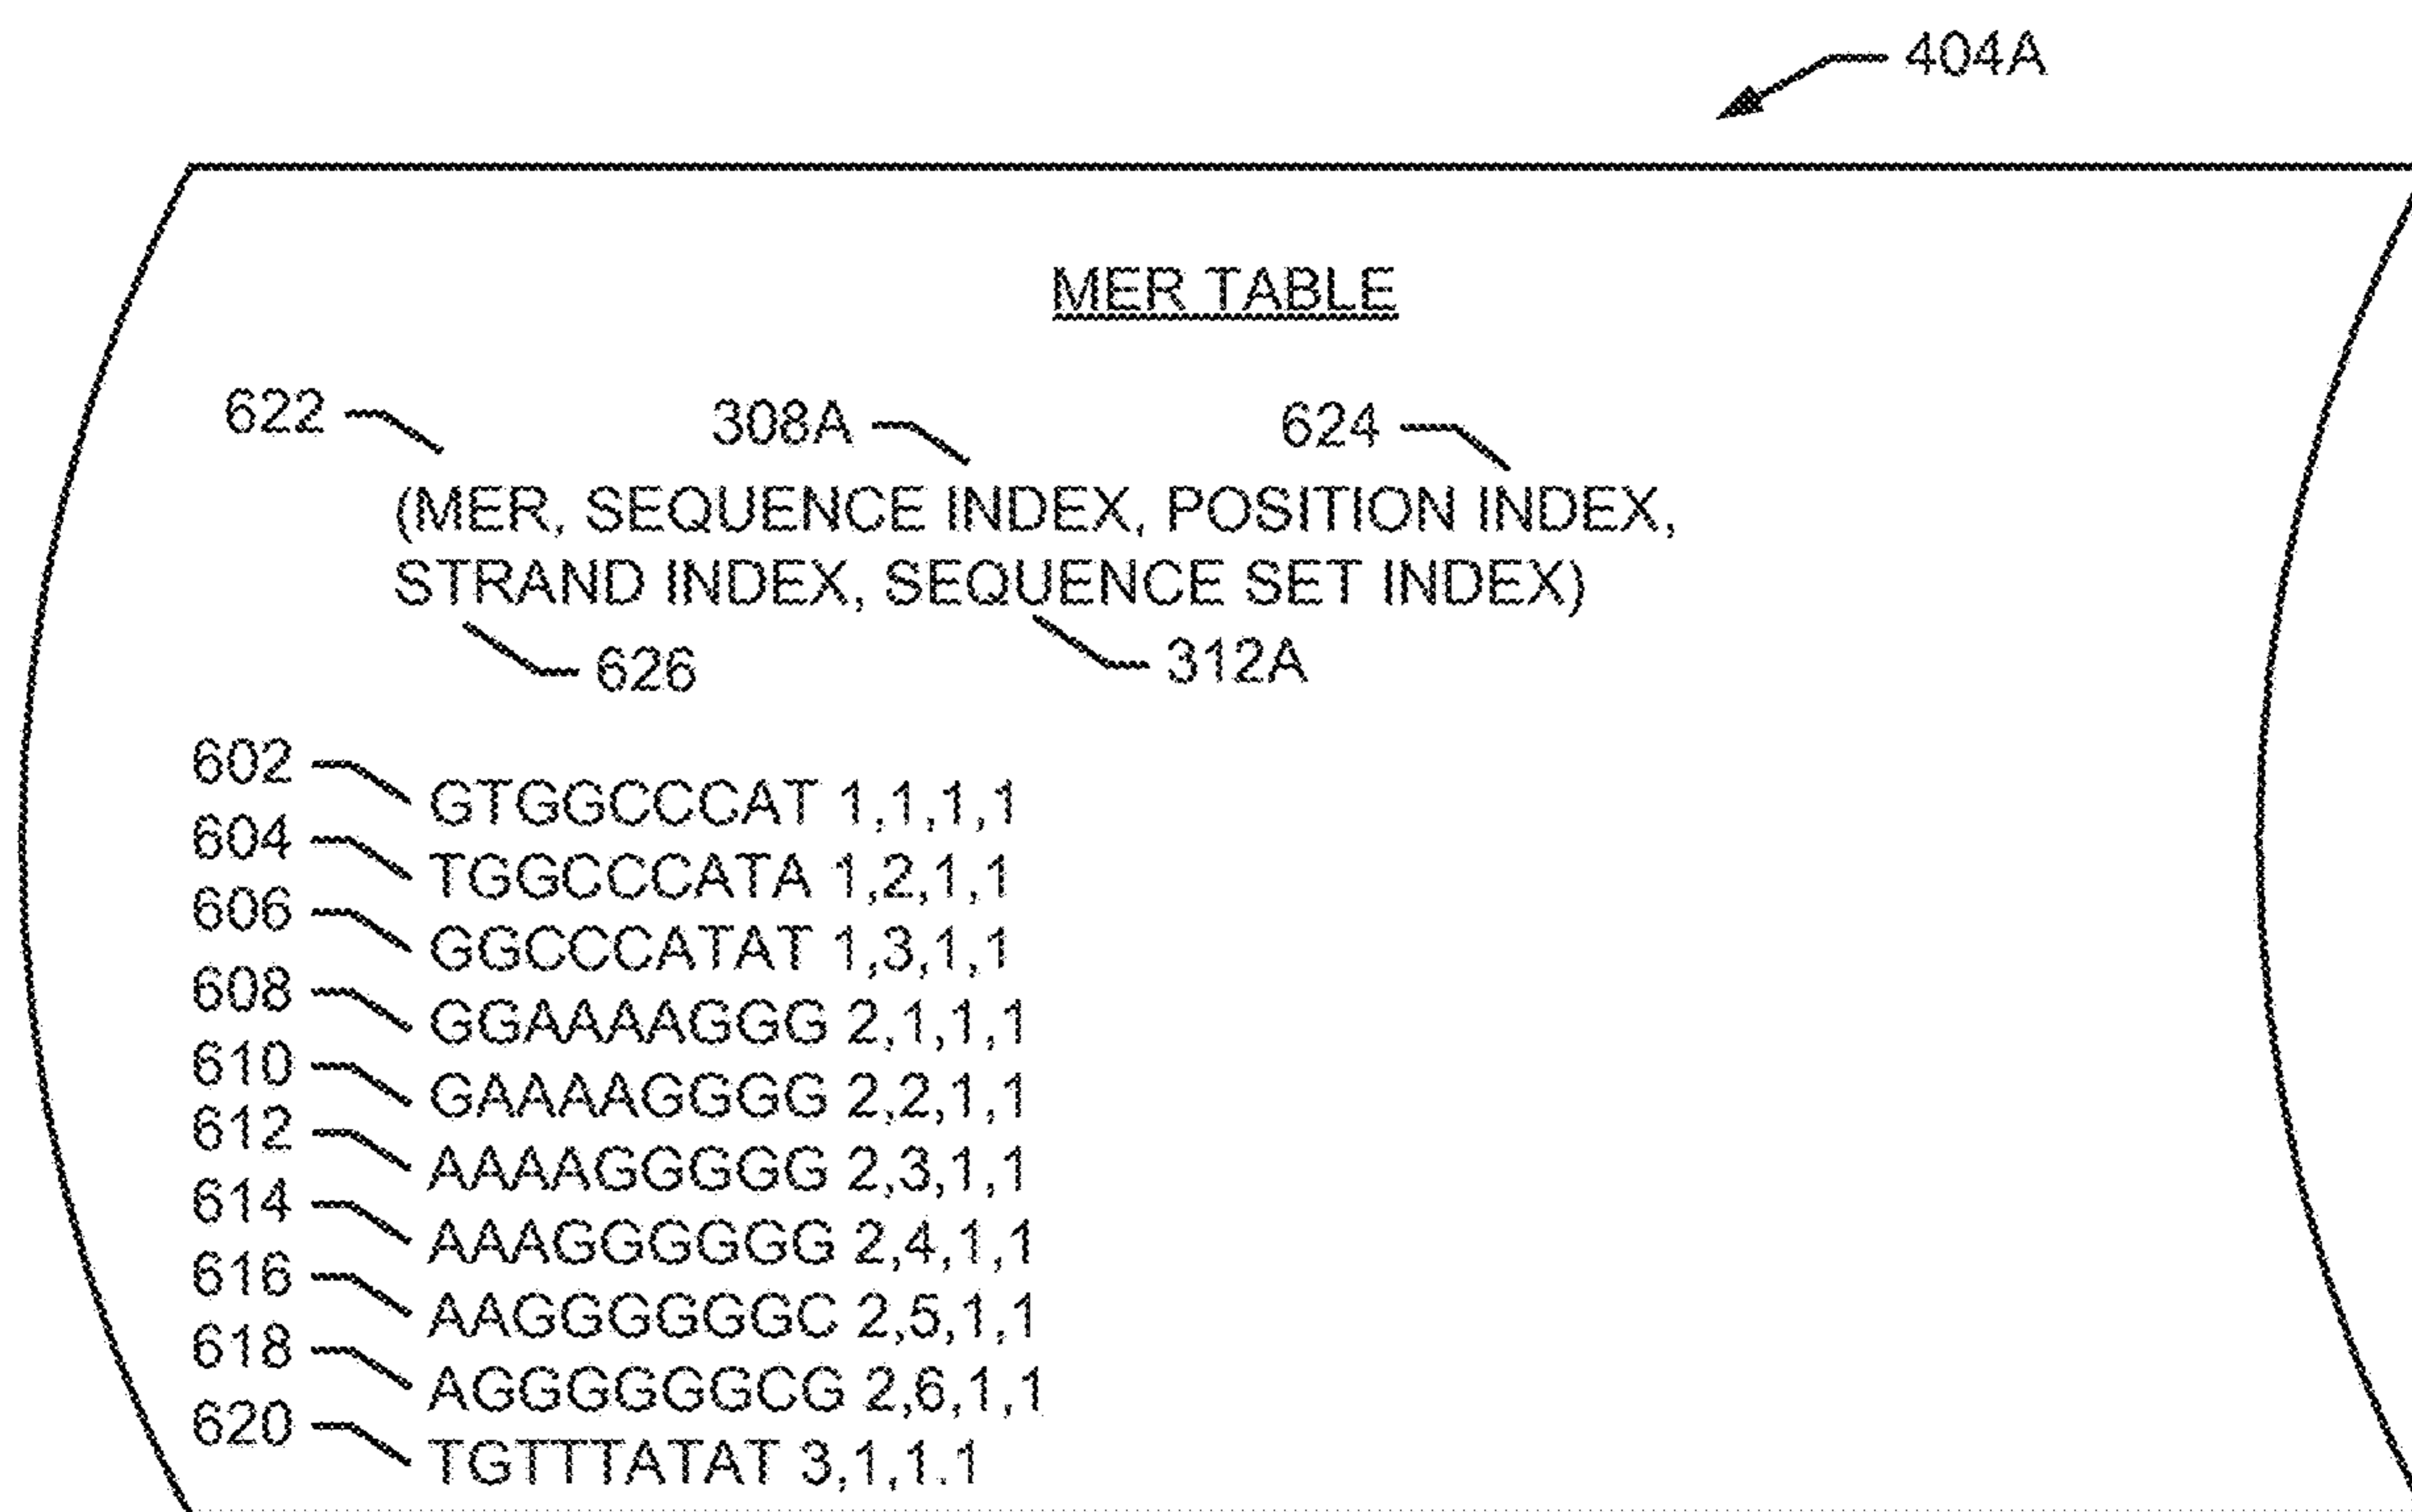 404A
MER TABLE
622 308A 624
(MER, SEQUENCE INDEX, POSITION INDEX,
STRAND INDEX, SEQUENCE SET INDEX)
626 312A
602 GTGGCCCAT 1,1,1,1
604 TGGCCCATA 1,2,1,1
606 GGCCCATAT 1,3,1,1
608 GGAAAAGGG 2,1,1,1
610 GAAAAGGGG 2,2,1,1
612 AAAAGGGGG 2,3,1,1
614 AAAGGGGGG 2,4,1,1
616 AAGGGGGGC 2,5,1,1
618 AGGGGGGCG 2,6,1,1
620 TGTTTATAT 3,1,1.1